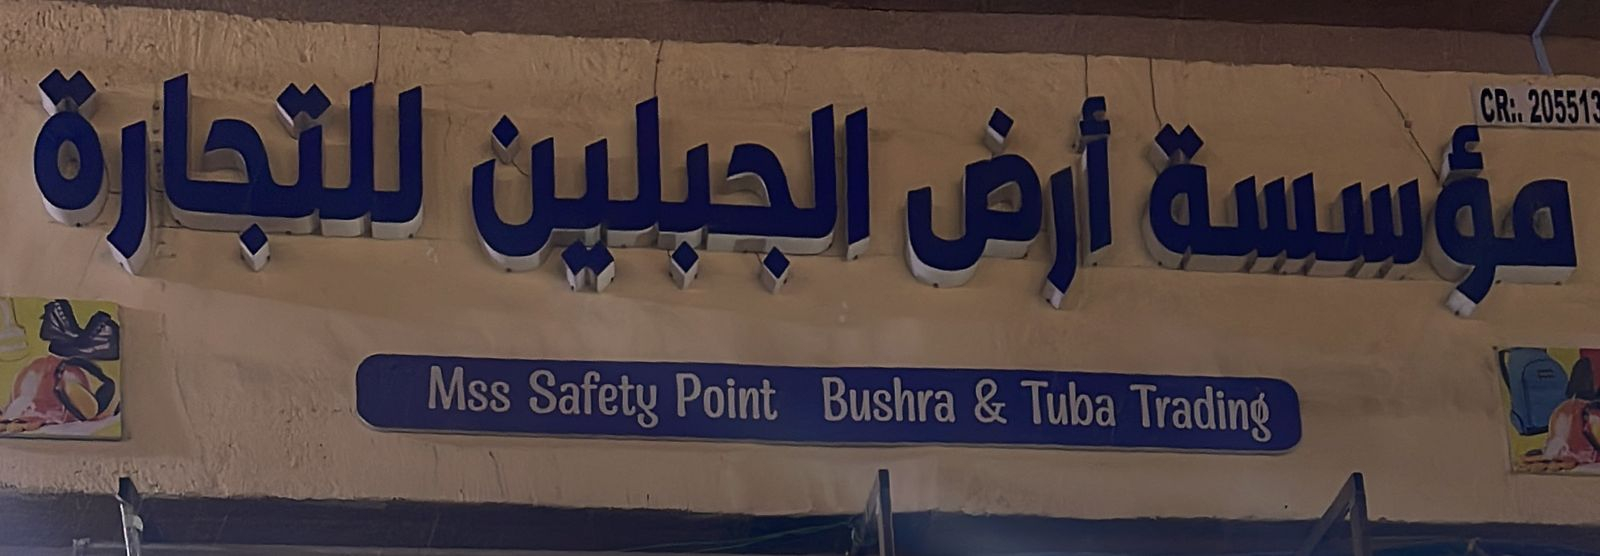 مؤسسة أرض الجبلين للتجارة
CR:. 205513
Mss Safety Point Bushra & Tuba Trading